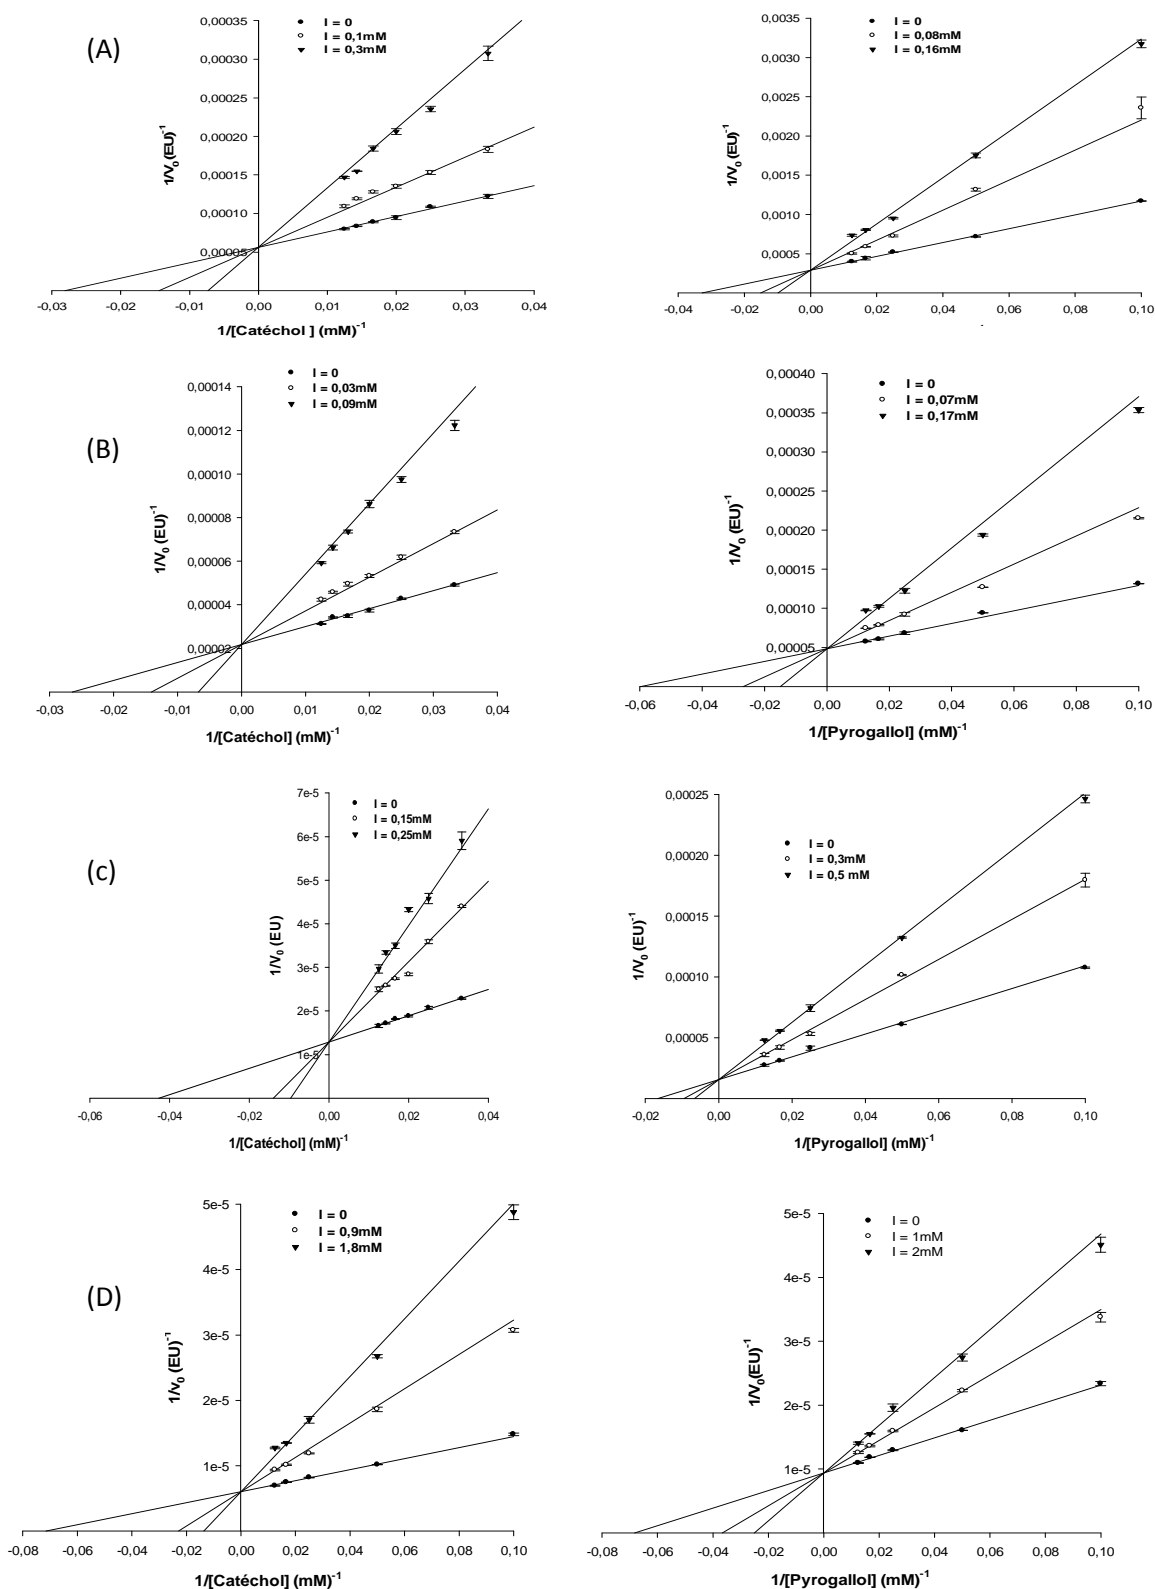 (A)
I = 0
I = 0,1mM
I = 0,3mM
0,00035
0,00030
0,00025
0,00020
0,00015
0,00010
0,00005
1/V0 (EU)-1
-0,03 -0,02 -0,01 0,00 0,01 0,02 0,03 0,04
1/[Catéchol ] (mM)-1
I = 0
I = 0,08mM
I = 0,16mM
0,0035
0,0030
0,0025
0,0020
0,0015
0,0010
0,0005
1/V0 (EU)-1
-0,04 -0,02 0,00 0,02 0,04 0,06 0,08 0,10
(B)
I = 0
I = 0,03mM
I = 0,09mM
0,00014
0,00012
0,00010
0,00008
0,00006
0,00004
0,00002
1/V0 (EU)-1
-0,03 -0,02 -0,01 0,00 0,01 0,02 0,03 0,04
1/[Catéchol] (mM)-1
I = 0
I = 0,07mM
I = 0,17mM
0,00040
0,00035
0,00030
0,00025
0,00020
0,00015
0,00010
0,00005
1/V0 (EU)-1
-0,06 -0,04 -0,02 0,00 0,02 0,04 0,06 0,08 0,10
1/[Pyrogallol] (mM)-1
(c)
I = 0
I = 0,15mM
I = 0,25mM
7e-5
6e-5
5e-5
4e-5
3e-5
2e-5
1e-5
1/V0 (EU)
-0,06 -0,04 -0,02 0,00 0,02 0,04
1/[Catéchol] (mM)-1
I = 0
I = 0,3mM
I = 0,5 mM
0,00025
0,00020
0,00015
0,00010
0,00005
1/V0 (EU)-1
-0,02 0,00 0,02 0,04 0,06 0,08 0,10
1/[Pyrogallol] (mM)-1
(D)
I = 0
I = 0,9mM
I = 1,8mM
5e-5
4e-5
3e-5
2e-5
1e-5
1/V0 (EU)-1
-0,08 -0,06 -0,04 -0,02 0,00 0,02 0,04 0,06 0,08 0,10
1/[Catéchol] (mM)-1
I = 0
I = 1mM
I = 2mM
5e-5
4e-5
3e-5
2e-5
1e-5
1/V0(EU)-1
-0,08 -0,06 -0,04 -0,02 0,00 0,02 0,04 0,06 0,08 0,10
1/[Pyrogallol] (mM)-1